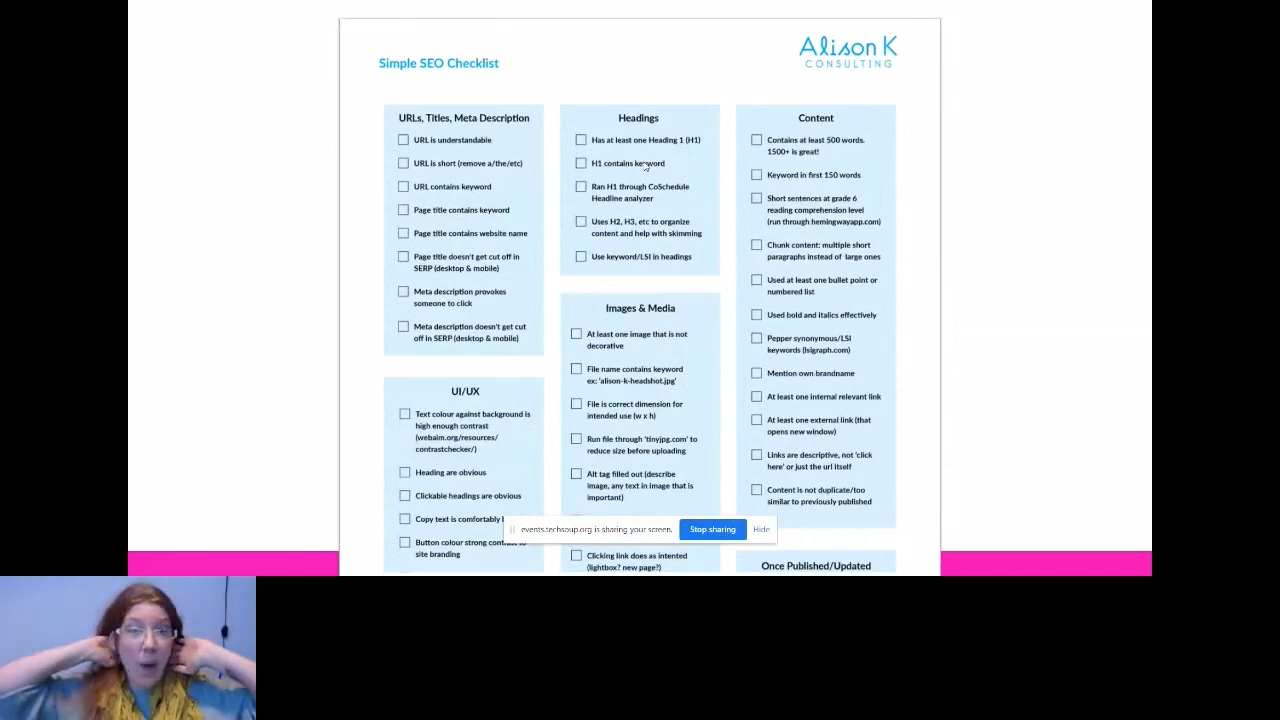 Simple SEO Checklist
Alison K
CONSULTING
URLs, Titles, Meta Description
URL is understandable
URL is short (remove a/the/etc)
URL contains keyword
Page title contains keyword
Page title contains website name
Page title doesn't get cut off in
SERP (desktop & mobile)
Meta description provokes
someone to click
Meta description doesn't get cut
off in SERP (desktop & mobile)
UI/UX
Text colour against background is
high enough contrast
(webaim.org/resources/
contrastchecker/)
Heading are obvious
Clickable headings are obvious
Copy text is comfortably
Button colour strong contrast to
site branding
Headings
Has at least one Heading 1 (H1)
H1 contains keyword
Ran H1 through CoSchedule
Headline analyzer
Uses H2, H3, etc to organize
content and help with skimming
Use keyword/LSI in headings
Images & Media
At least one image that is not
decorative
File name contains keyword
ex: 'alison-k-headshot.jpg'
File is correct dimension for
intended use (w x h)
Run file through 'tinyjpg.com' to
reduce size before uploading
Alt tag filled out (describe
image, any text in image that is
important)
events.techsoup.org is sharing your screen.
Stop sharing
Hide
Clicking link does as intented
(lightbox? new page?)
Content
Contains at least 500 words.
1500+ is great!
Keyword in first 150 words
Short sentences at grade 6
reading comprehension level
(run through hemingwayapp.com)
Chunk content: multiple short
paragraphs instead of large ones
Used at least one bullet point or
numbered list
Used bold and italics effectively
Pepper synonymous/LSI
keywords (lsigraph.com)
Mention own brandname
At least one internal relevant link
At least one external link (that
opens new window)
Links are descriptive, not 'click
here' or just the url itself
Content is not duplicate/too
similar to previously published
Once Published/Updated